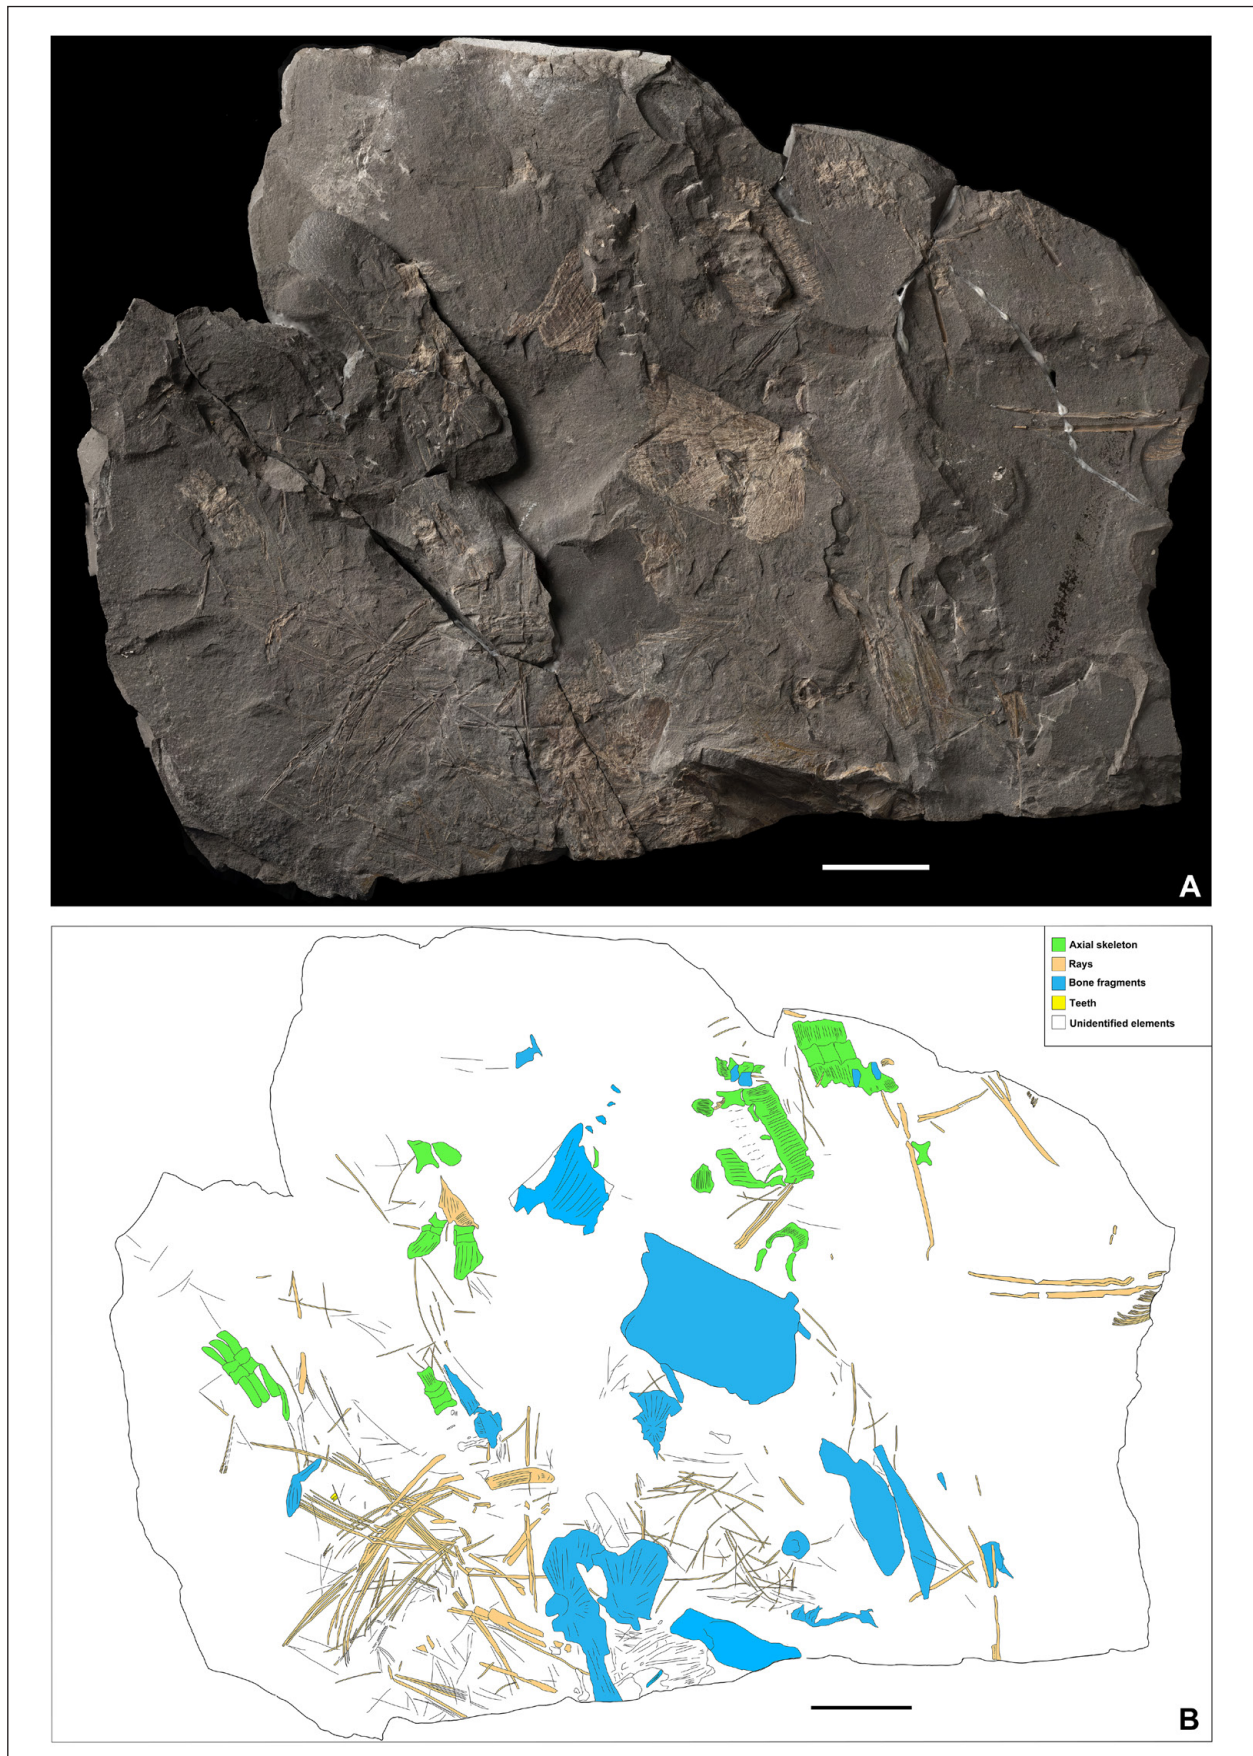 A
Axial skeleton
Rays
Bone fragments
Teeth
Unidentified elements
B